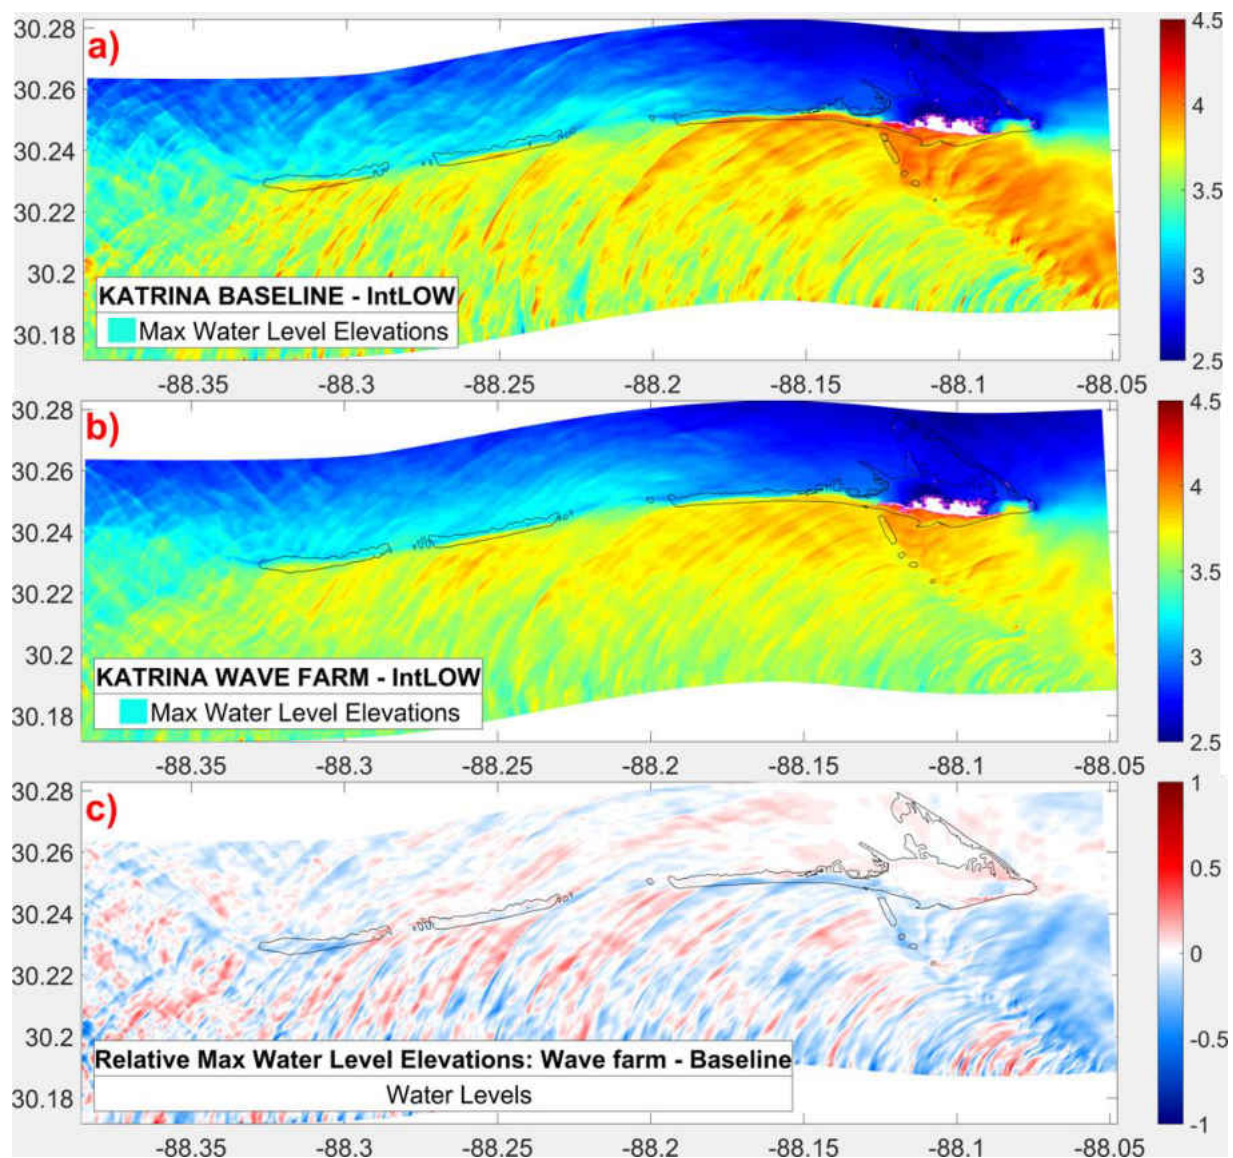 a)
30.28
30.26
30.24
30.22
30.2
30.18
KATRINA BASELINE - IntLOW
Max Water Level Elevations
4.5
4
3.5
3
2.5
-88.35 -88.3 -88.25 -88.2 -88.15 -88.1 -88.05
b)
30.28
30.26
30.24
30.22
30.2
30.18
KATRINA WAVE FARM - IntLOW
Max Water Level Elevations
4.5
4
3.5
3
2.5
-88.35 -88.3 -88.25 -88.2 -88.15 -88.1 -88.05
c)
30.28
30.26
30.24
30.22
30.2
30.18
Relative Max Water Level Elevations: Wave farm - Baseline
Water Levels
1
0.5
0
-0.5
-1
-88.35 -88.3 -88.25 -88.2 -88.15 -88.1 -88.05